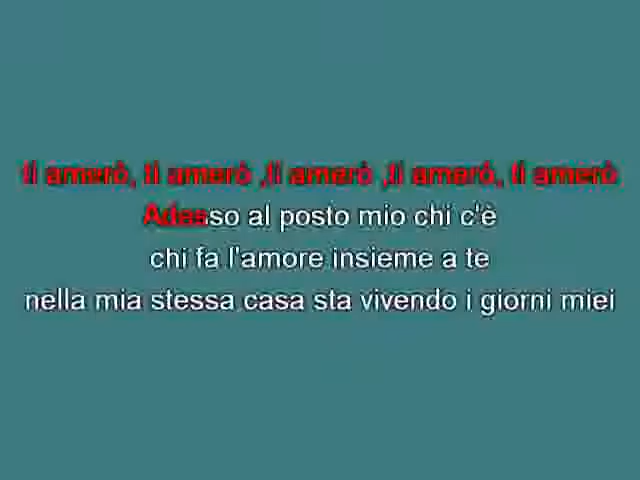 ti amerò, ti amerò ,ti amerò ,ti amerò, ti amerò
Adesso al posto mio chi c'è
chi fa l'amore insieme a te
nella mia stessa casa sta vivendo i giorni miei